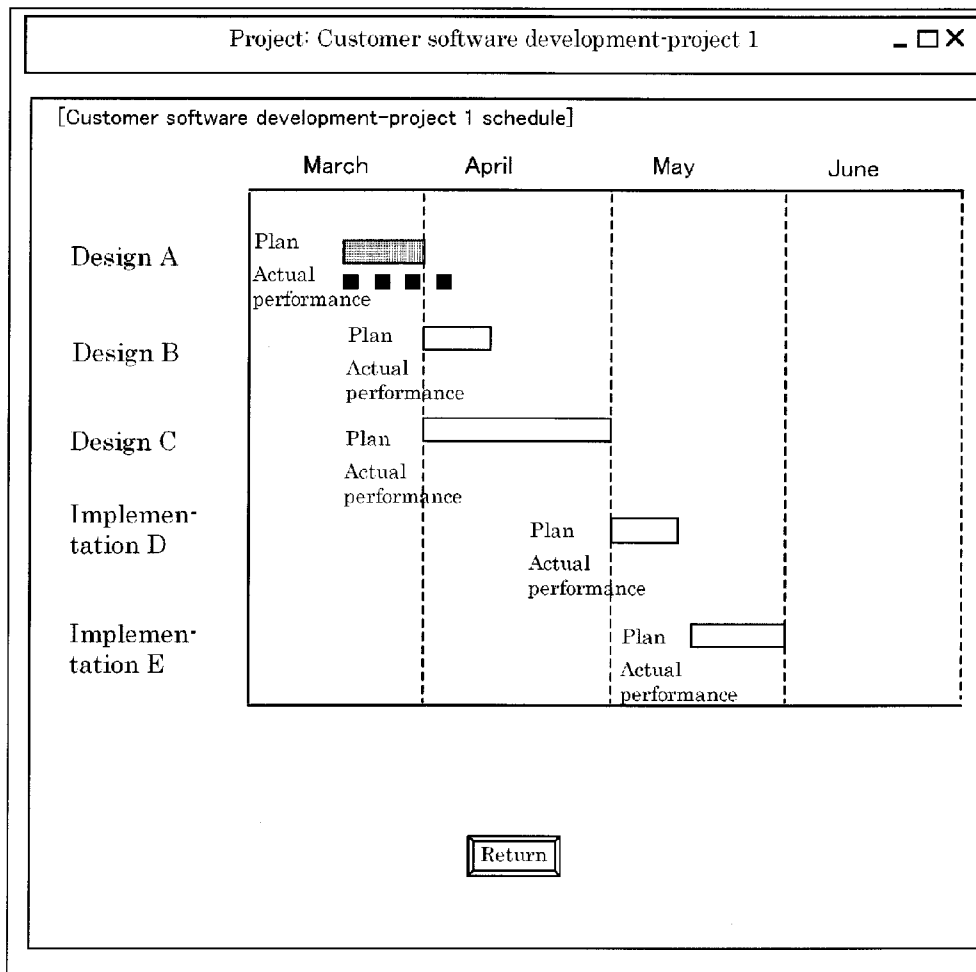 Project: Customer software development-project 1
[Customer software development-project 1 schedule]
March April May June
Design A
Plan
Actual
performance
Design B
Plan
Actual
performance
Design C
Plan
Actual
performance
Implemen-
tation D
Plan
Actual
performance
Implemen-
tation E
Plan
Actual
performance
Return